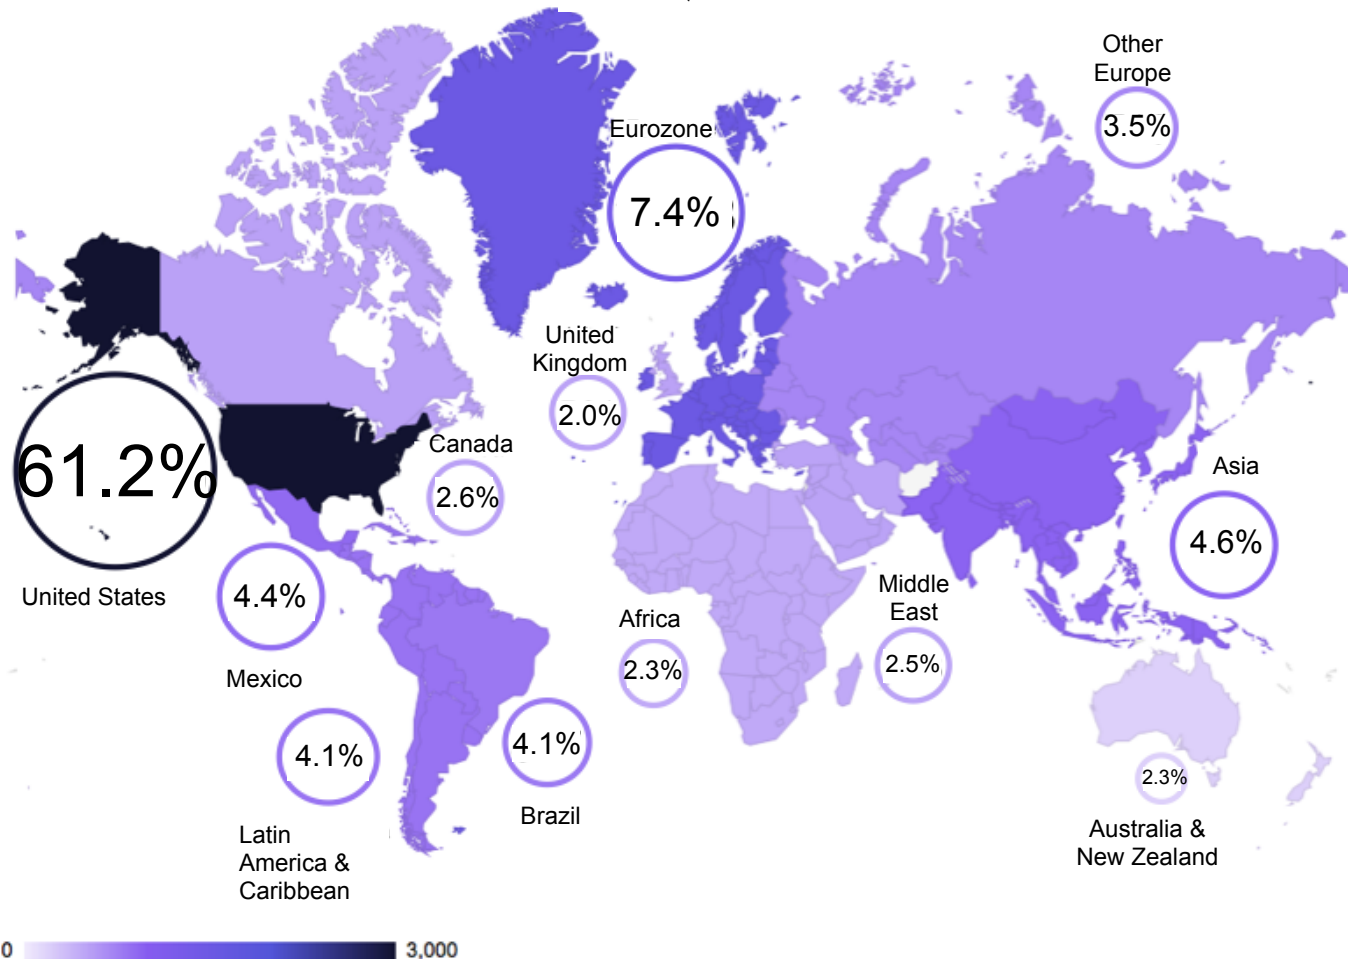 Other
Europe
3.5%
Eurozone
7.4%
United
Kingdom
2.0%
61.2%
United States
Canada
2.6%
Asia
4.6%
4.4%
Mexico
Africa
2.3%
Middle
East
2.5%
4.1%
Latin
America &
Caribbean
4.1%
Brazil
2.3%
Australia &
New Zealand
0
3,000